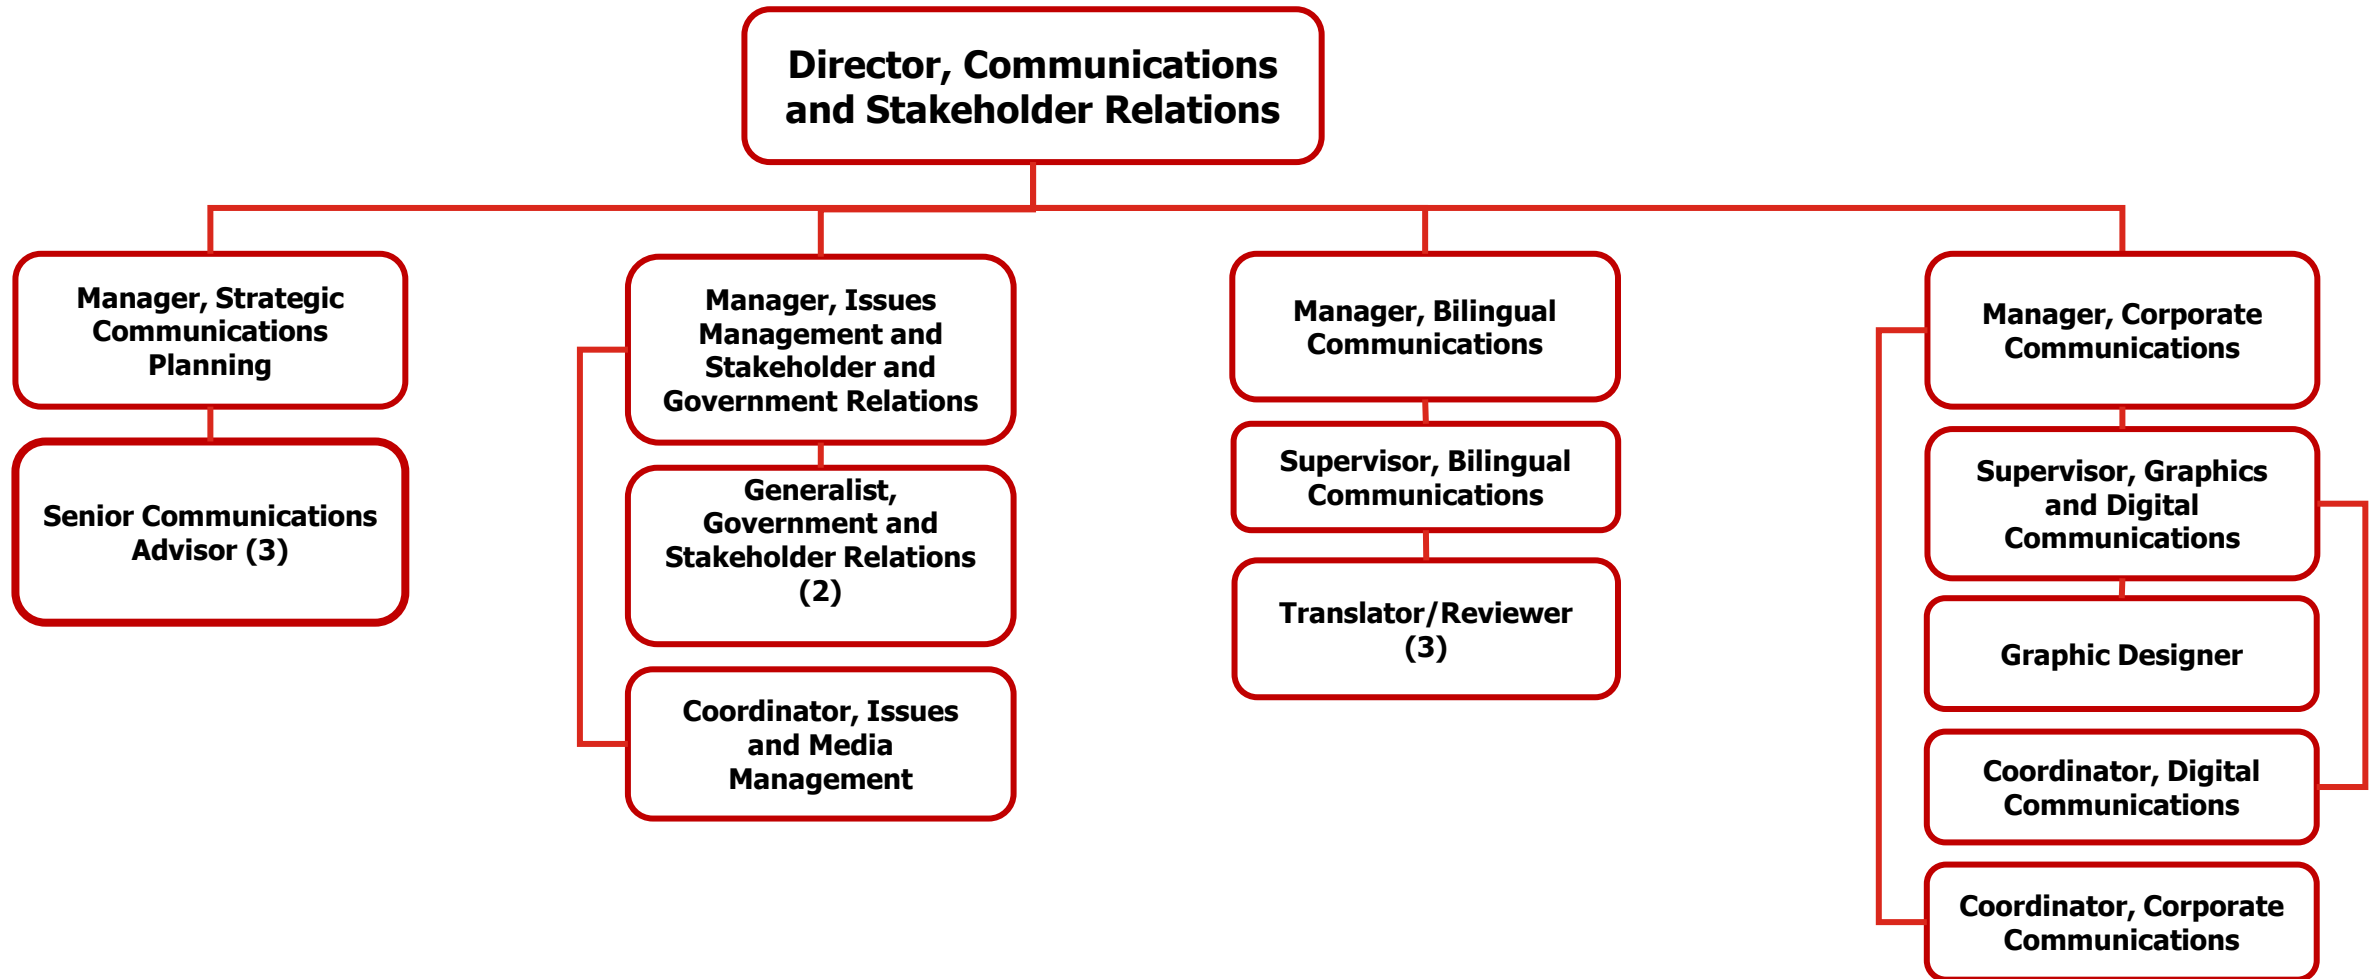 Director, Communications
and Stakeholder Relations
Manager, Strategic
Communications
Planning
Senior Communications
Advisor (3)
Manager, Issues
Management and
Stakeholder and
Government Relations
Generalist,
Government and
Stakeholder Relations
(2)
Coordinator, Issues
and Media
Management
Manager, Bilingual
Communications
Supervisor, Bilingual
Communications
Translator/Reviewer
(3)
Manager, Corporate
Communications
Supervisor, Graphics
and Digital
Communications
Graphic Designer
Coordinator, Digital
Communications
Coordinator, Corporate
Communications